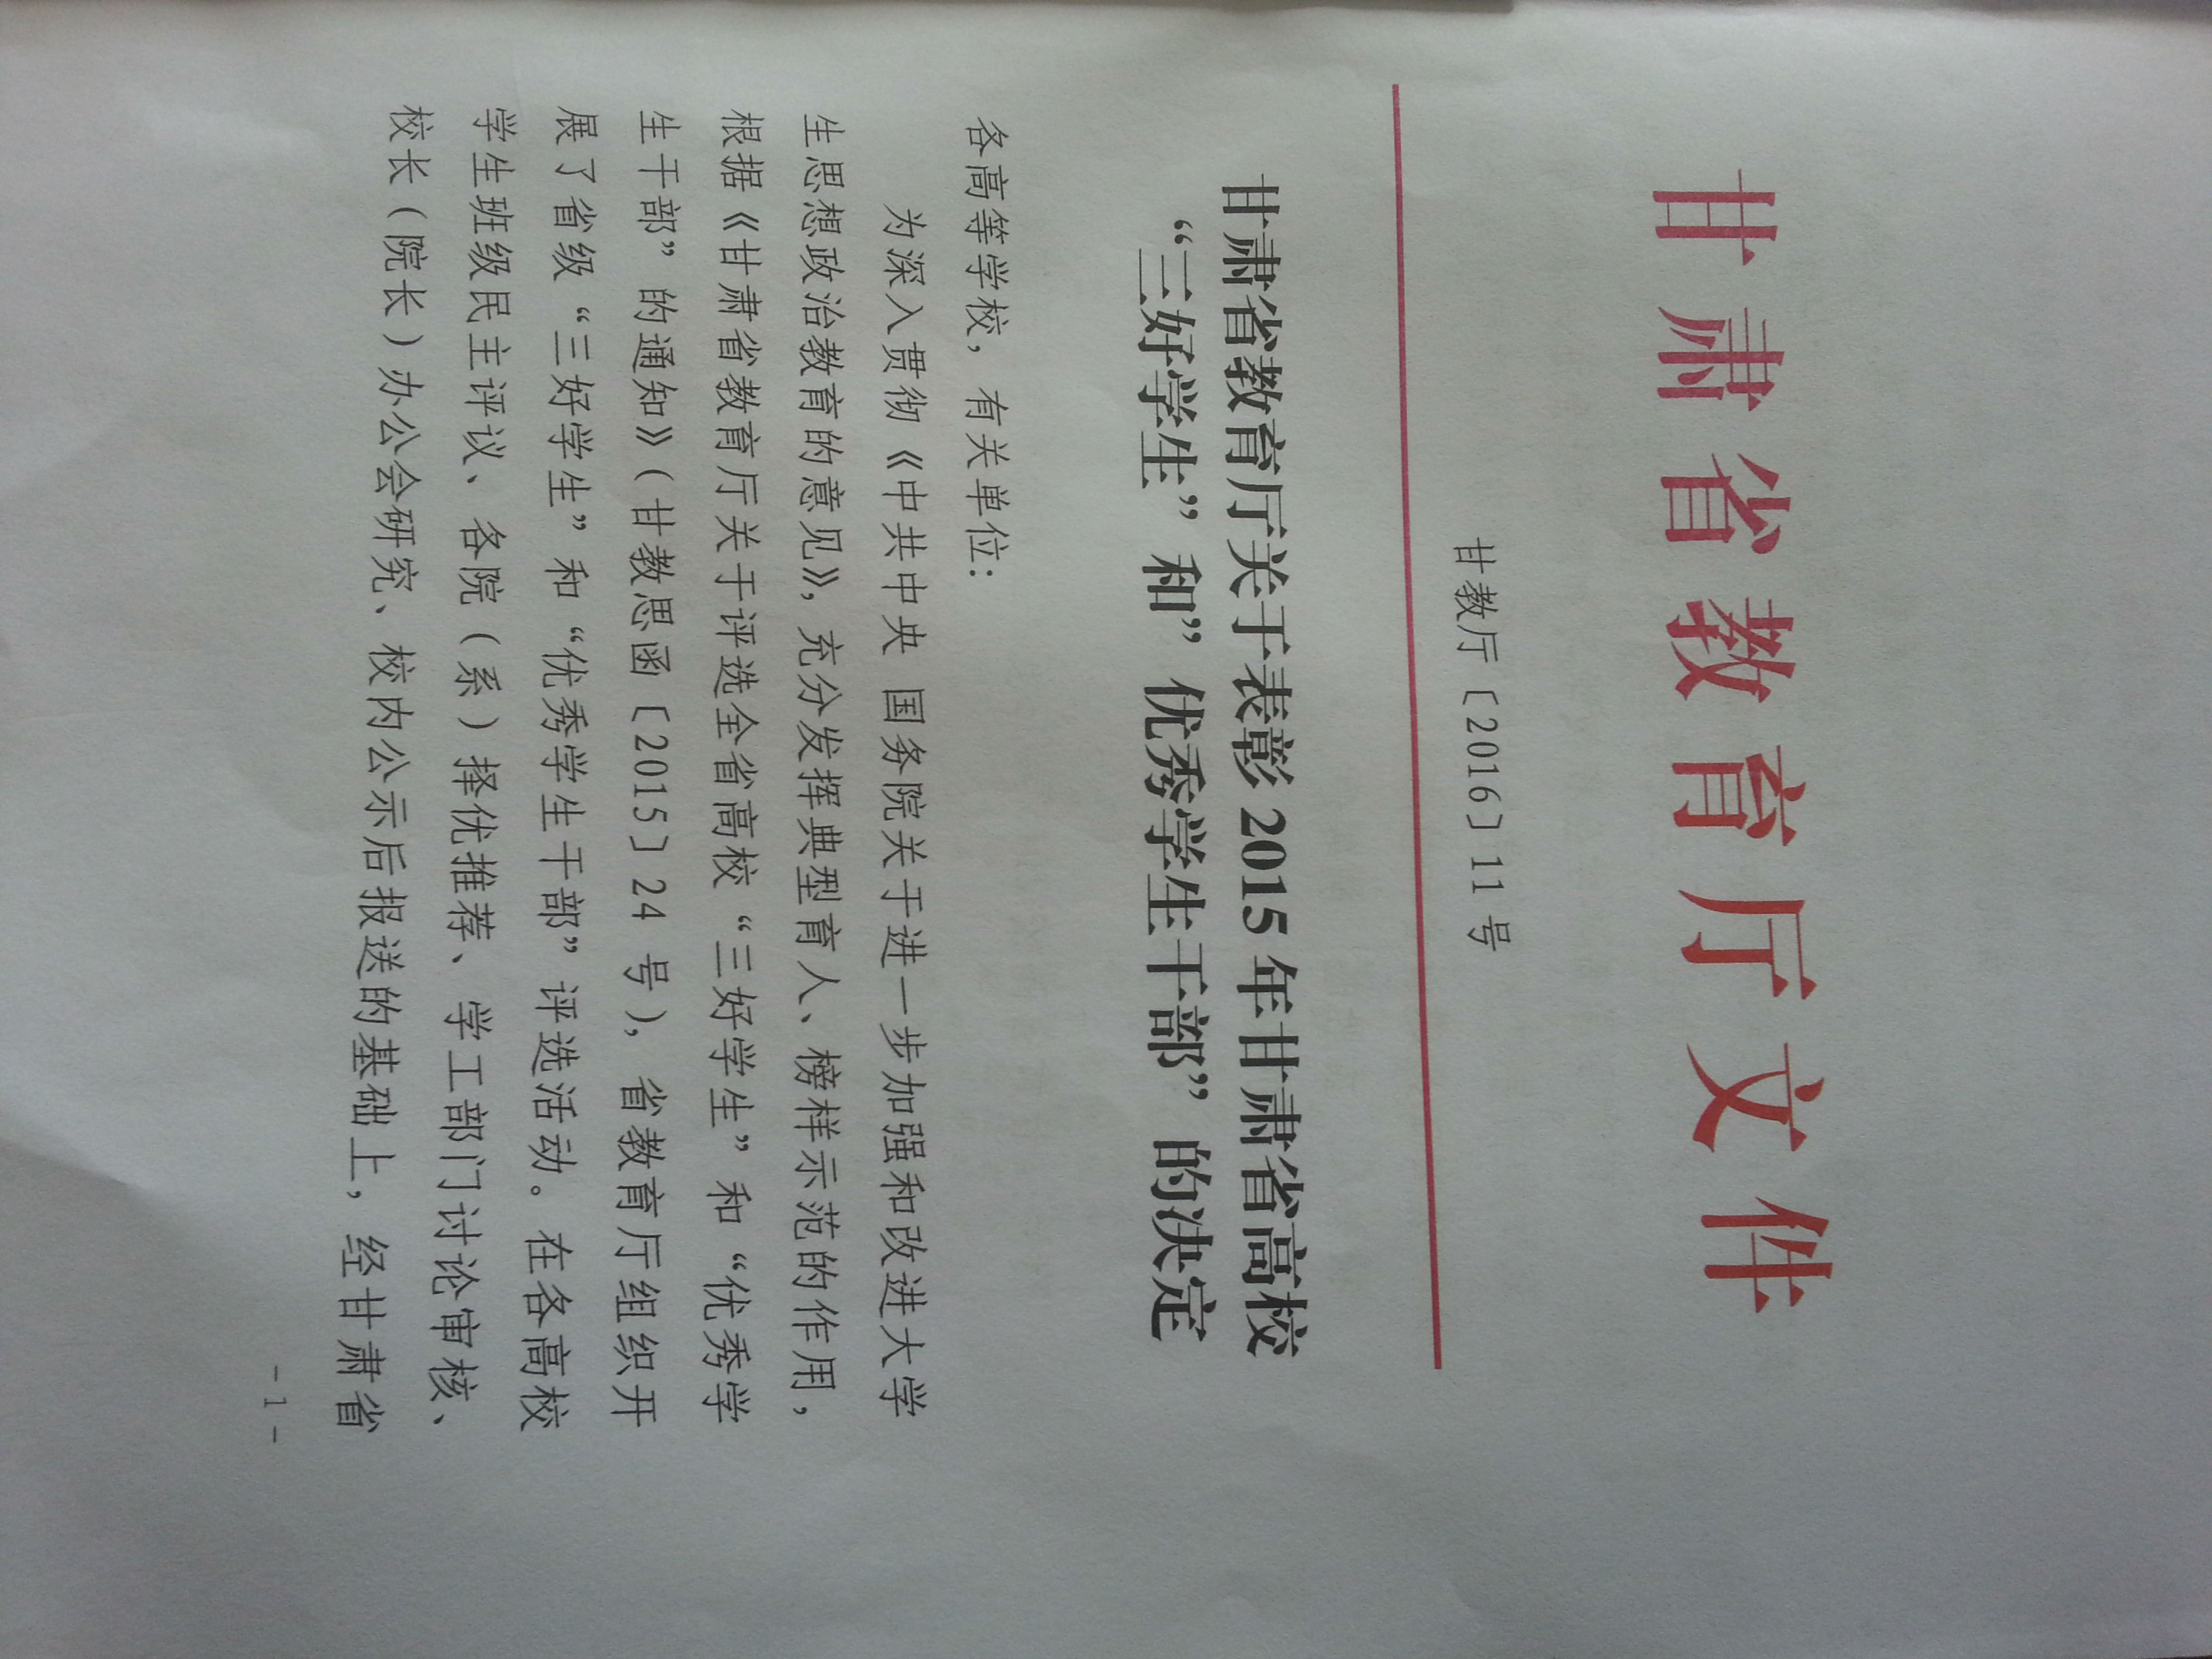 甘肃省教育厅文件
甘教厅〔2016〕11 号
甘肃省教育厅关于表彰 2015 年甘肃省高校
“三好学生”和”优秀学生干部”的决定
各高等学校，有关单位：
为深入贯彻《中共中央 国务院关于进一步加强和改进大学
生思想政治教育的意见》，充分发挥典型育人、榜样示范的作用，
根据《甘肃省教育厅关于评选全省高校“三好学生”和“优秀学
生干部”的通知》（甘教思函〔2015〕24 号），省教育厅组织开
展了省级“三好学生”和“优秀学生干部”评选活动。在各高校
学生班级民主评议、各院（系）择优推荐、学工部门讨论审核、
校长（院长）办公会研究、校内公示后报送的基础上，经甘肃省
- 1 -